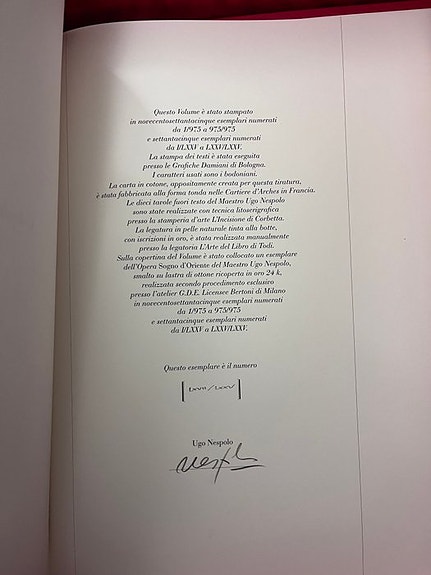 Questo Volume è stato stampato
in novecentosettantacinque esemplari numerati
da 1/975 a 975/975
e settantacinque esemplari numerati
da I/LXXV a LXXV/LXXV.
La stampa dei testi è stata eseguita
presso le Grafiche Damiani di Bologna.
I caratteri usati sono i bodoniani.
La carta in cotone, appositamente creata per questa tiratura,
è stata fabbricata alla forma tonda nelle Cartiere d'Arches in Francia.
Le dieci tavole fuori testo del Maestro Ugo Nespolo
sono state realizzate con tecnica litoserigrafica
presso la stamperia d'arte L'Incisione di Corbetta.
La legatura in pelle naturale tinta alla botte,
con iscrizioni in oro, è stata realizzata manualmente
presso la legatoria L'Arte del Libro di Todi.
Sulla copertina del Volume è stato collocato un esemplare
dell'Opera Sogno d'Oriente del Maestro Ugo Nespolo,
smalto su lastra di ottone ricoperta in oro 24 k,
realizzata secondo procedimento esclusivo
presso l'atelier G.D.E. Licensee Bertoni di Milano
in novecentosettantacinque esemplari numerati
da 1/975 a 975/975
e settantacinque esemplari numerati
da I/LXXV a LXXV/LXXV.
Questo esemplare è il numero
Ugo Nespolo